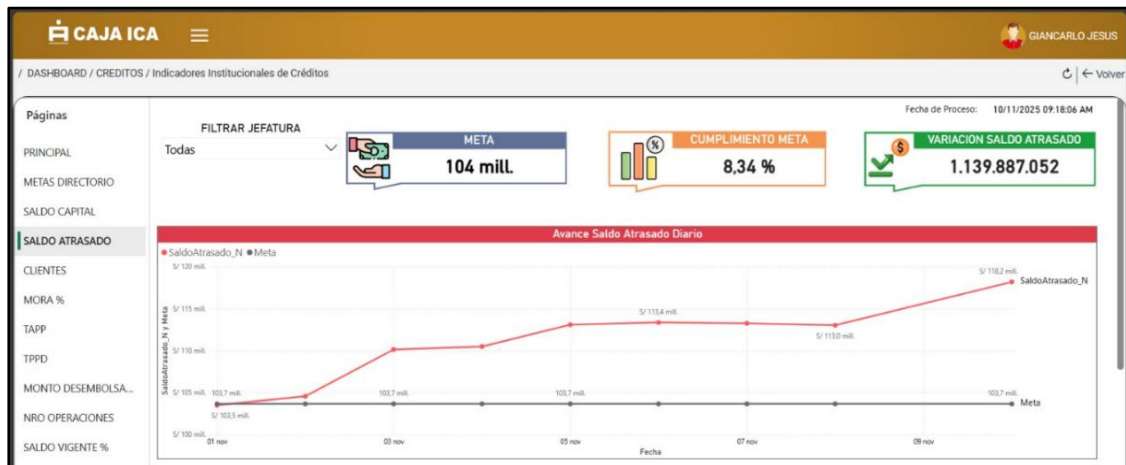 CAJA ICA
GIANCARLO JESUS
/ DASHBOARD / CREDITOS / Indicadores Institucionales de Créditos
Volver
Fecha de Proceso: 10/11/2025 09:18:06 AM
Páginas
PRINCIPAL
METAS DIRECTORIO
SALDO CAPITAL
SALDO ATRASADO
CLIENTES
MORA %
TAPP
TPPD
MONTO DESEMBOLSA...
NRO OPERACIONES
SALDO VIGENTE %
FILTRAR JEFATURA
Todas
META
104 mill.
CUMPLIMIENTO META
8,34 %
VARIACION SALDO ATRASADO
1.139.887.052
Avance Saldo Atrasado Diario
SaldoAtrasado_N Meta
SaldoAtrasado_N y Meta
S/ 120 mill.
S/ 115 mill.
S/ 110 mill.
S/ 105 mill.
S/ 100 mill.
103,7 mill.
S/ 103,5 mill.
103,7 mill.
103,7 mill.
S/ 113,4 mill.
S/ 113,0 mill.
S/ 118,2 mill.
SaldoAtrasado_N
103,7 mill.
Meta
01 nov
03 nov
05 nov
07 nov
09 nov
Fecha